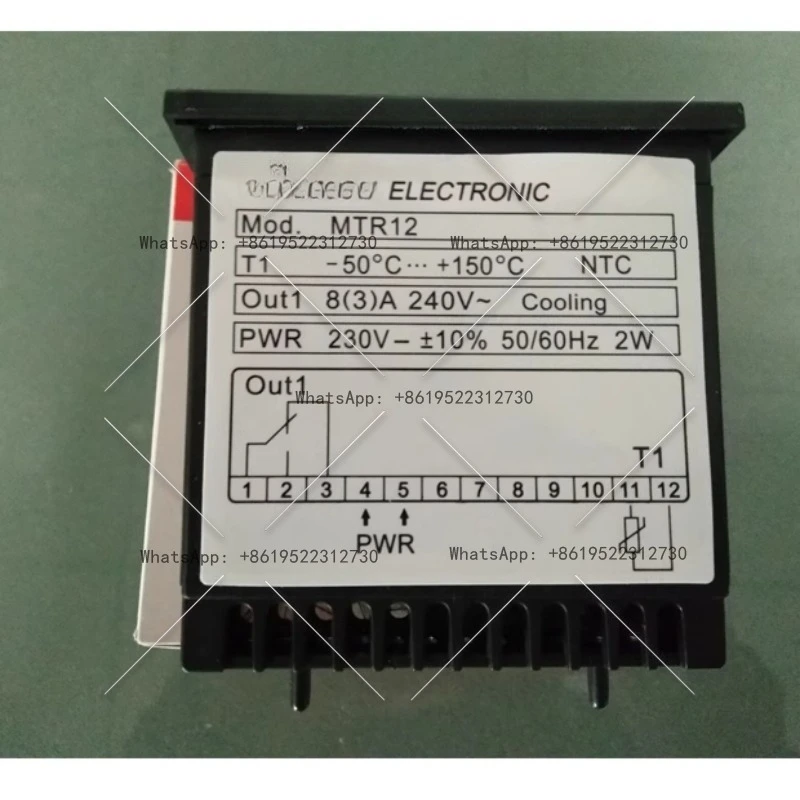 ELECTRONIC
Mod. MTR12
WhatsApp: +8619522312730 WhatsApp: +8619522312730
T1 -50°C··· +150°C NTC
Out1 8(3)A 240V~ Cooling
PWR 230V— ±10% 50/60Hz 2W
Out1
WhatsApp: +8619522312730
T1
1 2 3 4 5 6 7 8 9 10 11 12
PWR
WhatsApp: +8619522312730 WhatsApp: +8619522312730